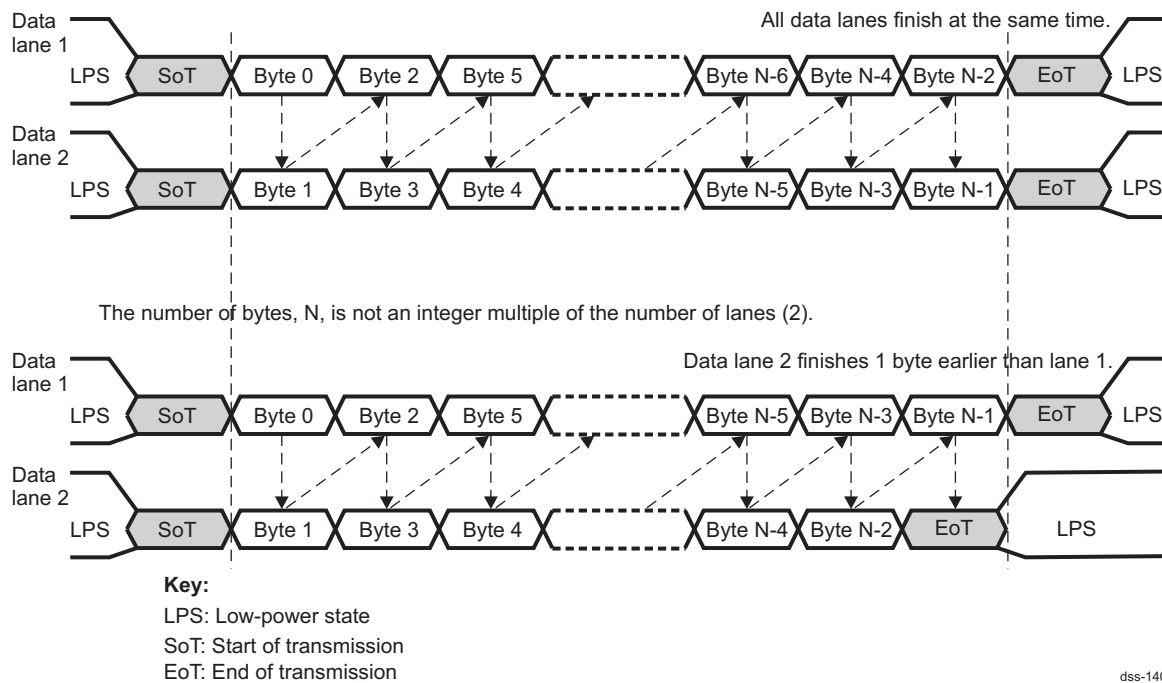 Data
lane 1
All data lanes finish at the same time.
LPS SoT Byte 0 Byte 2 Byte 5 Byte N-6 Byte N-4 Byte N-2 EoT LPS
Data
lane 2
LPS SoT Byte 1 Byte 3 Byte 4 Byte N-5 Byte N-3 Byte N-1 EoT LPS
The number of bytes, N, is not an integer multiple of the number of lanes (2).
Data
lane 1
Data lane 2 finishes 1 byte earlier than lane 1.
LPS SoT Byte 0 Byte 2 Byte 5 Byte N-5 Byte N-3 Byte N-1 EoT LPS
Data
lane 2
LPS SoT Byte 1 Byte 3 Byte 4 Byte N-4 Byte N-2 EoT LPS
Key:
LPS: Low-power state
SoT: Start of transmission
EoT: End of transmission
dss-140